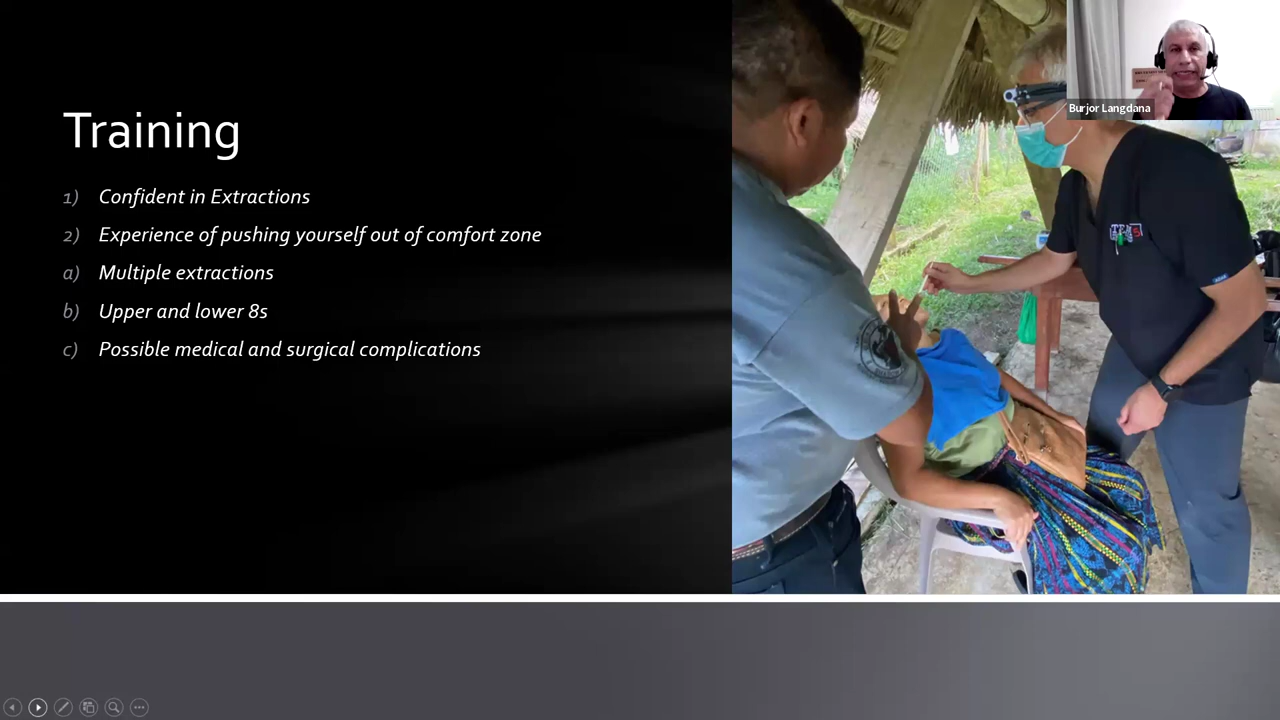 Training
1) Confident in Extractions
2) Experience of pushing yourself out of comfort zone
a) Multiple extractions
b) Upper and lower 8s
c) Possible medical and surgical complications
Burjor Langdana